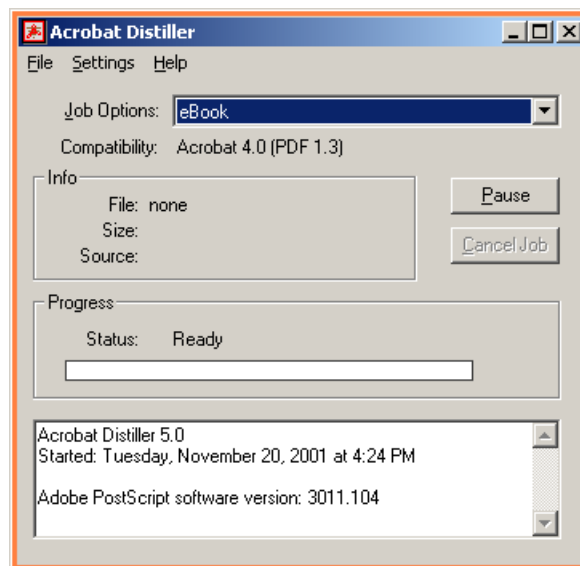 Acrobat Distiller
File Settings Help
Job Options: eBook
Compatibility: Acrobat 4.0 (PDF 1.3)
Info
File: none
Size:
Source:
Pause
Cancel Job
Progress
Status: Ready
Acrobat Distiller 5.0
Started: Tuesday, November 20, 2001 at 4:24 PM
Adobe PostScript software version: 3011.104